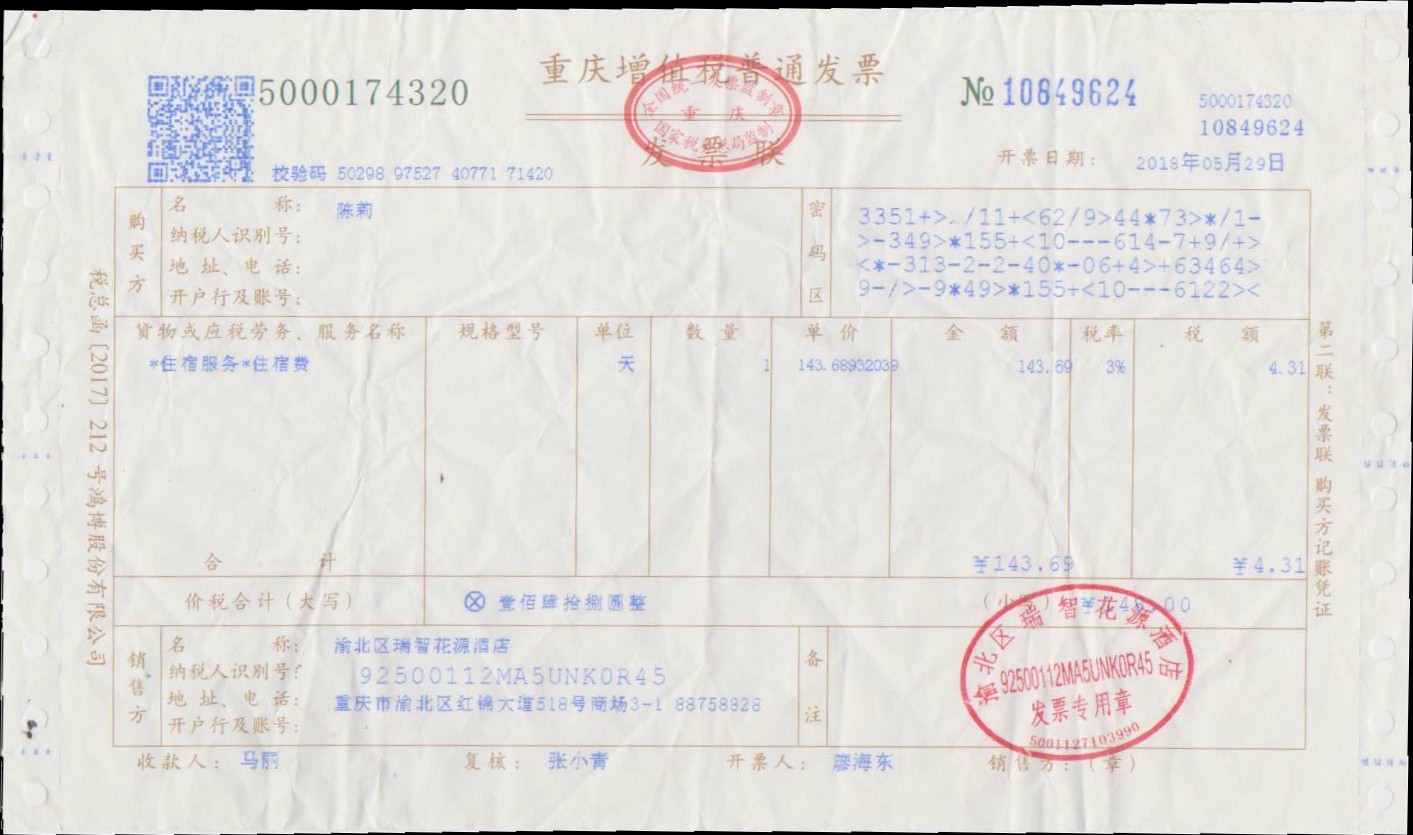 重庆增值税普通发票
发票联
全国统一发票监制章
重庆
国家税务总局监制
5000174320
№ 10849624
5000174320
10849624
校验码 50298 97527 40771 71420
开票日期： 2018年05月29日
购买方
名称： 陈莉
纳税人识别号：
地址、电话：
开户行及账号：
密码区
3351+>./11+<62/9>44*73>*/1-
>-349>*155+<10---614-7+9/+>
<*-313-2-2-40*-06+4>+63464>
9-/>-9*49>*155+<10---6122><
货物或应税劳务、服务名称 规格型号 单位 数量 单价 金额 税率 税额
*住宿服务*住宿费 天 1 143.68932039 143.69 3% 4.31
合计 ¥143.69 ¥4.31
价税合计（大写） ⊗ 壹佰肆拾捌圆整 （小写） ¥148.00
销售方
名称： 渝北区瑞智花源酒店
纳税人识别号： 92500112MA5UNK0R45
地址、电话： 重庆市渝北区红锦大道518号商场3-1 88758828
开户行及账号：
备注
渝北区瑞智花源酒店
92500112MA5UNK0R45
发票专用章
5001127103990
收款人： 马丽 复核： 张小青 开票人： 廖海东 销售方：（章）
税总函［2017］212号鸿博股份有限公司
第二联：发票联 购买方记账凭证